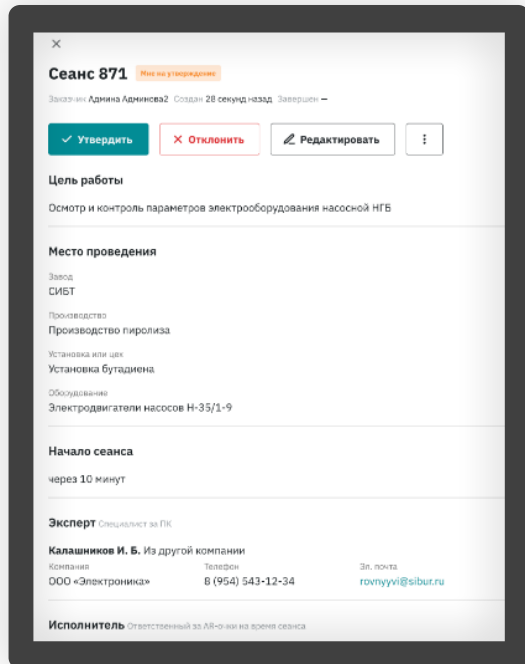 Сеанс 871 Мне на утверждение
Заказчик Админа Админова2 Создан 28 секунд назад Завершен —
Утвердить Отклонить Редактировать
Цель работы
Осмотр и контроль параметров электрооборудования насосной НГБ
Место проведения
Завод
СИБТ
Производство
Производство пиролиза
Установка или цех
Установка бутадиена
Оборудование
Электродвигатели насосов Н-35/1-9
Начало сеанса
через 10 минут
Эксперт Специалист за ПК
Калашников И. Б. Из другой компании
Компания Телефон Эл. почта
ООО «Электроника» 8 (954) 543-12-34 rovnyyvi@sibur.ru
Исполнитель Ответственный за AR-очки на время сеанса